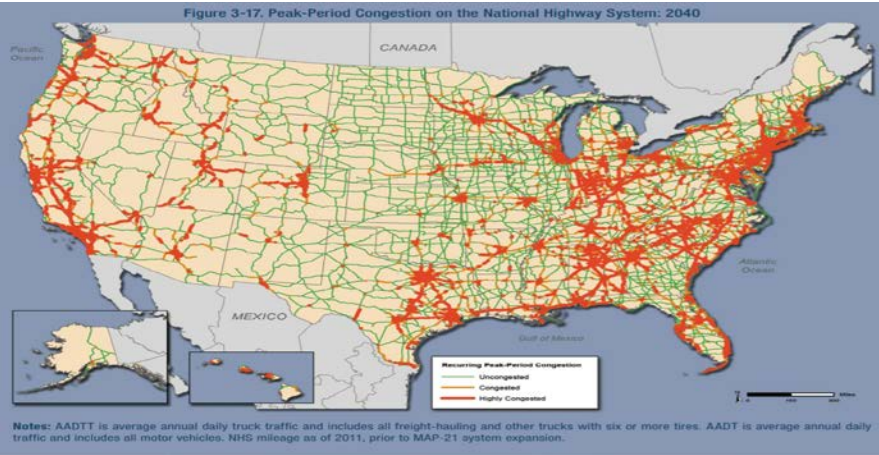 Figure 3-17. Peak-Period Congestion on the National Highway System: 2040
Pacific
Ocean
CANADA
Atlantic
Ocean
MEXICO
Gulf of Mexico
Recurring Peak-Period Congestion
Uncongested
Congested
Highly Congested
Miles
Notes: AADTT is average annual daily truck traffic and includes all freight-hauling and other trucks with six or more tires. AADT is average annual daily
traffic and includes all motor vehicles. NHS mileage as of 2011, prior to MAP-21 system expansion.